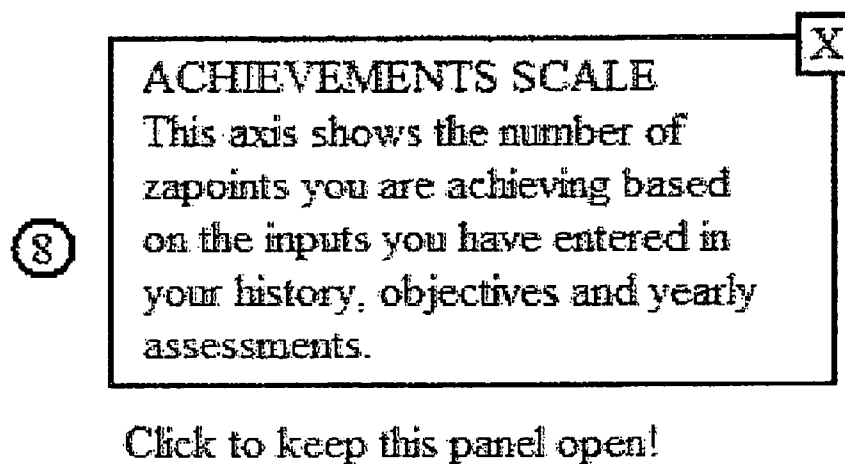 X
ACHIEVEMENTS SCALE
This axis shows the number of
zapoints you are achieving based
on the inputs you have entered in
your history, objectives and yearly
assessments.
8
Click to keep this panel open!